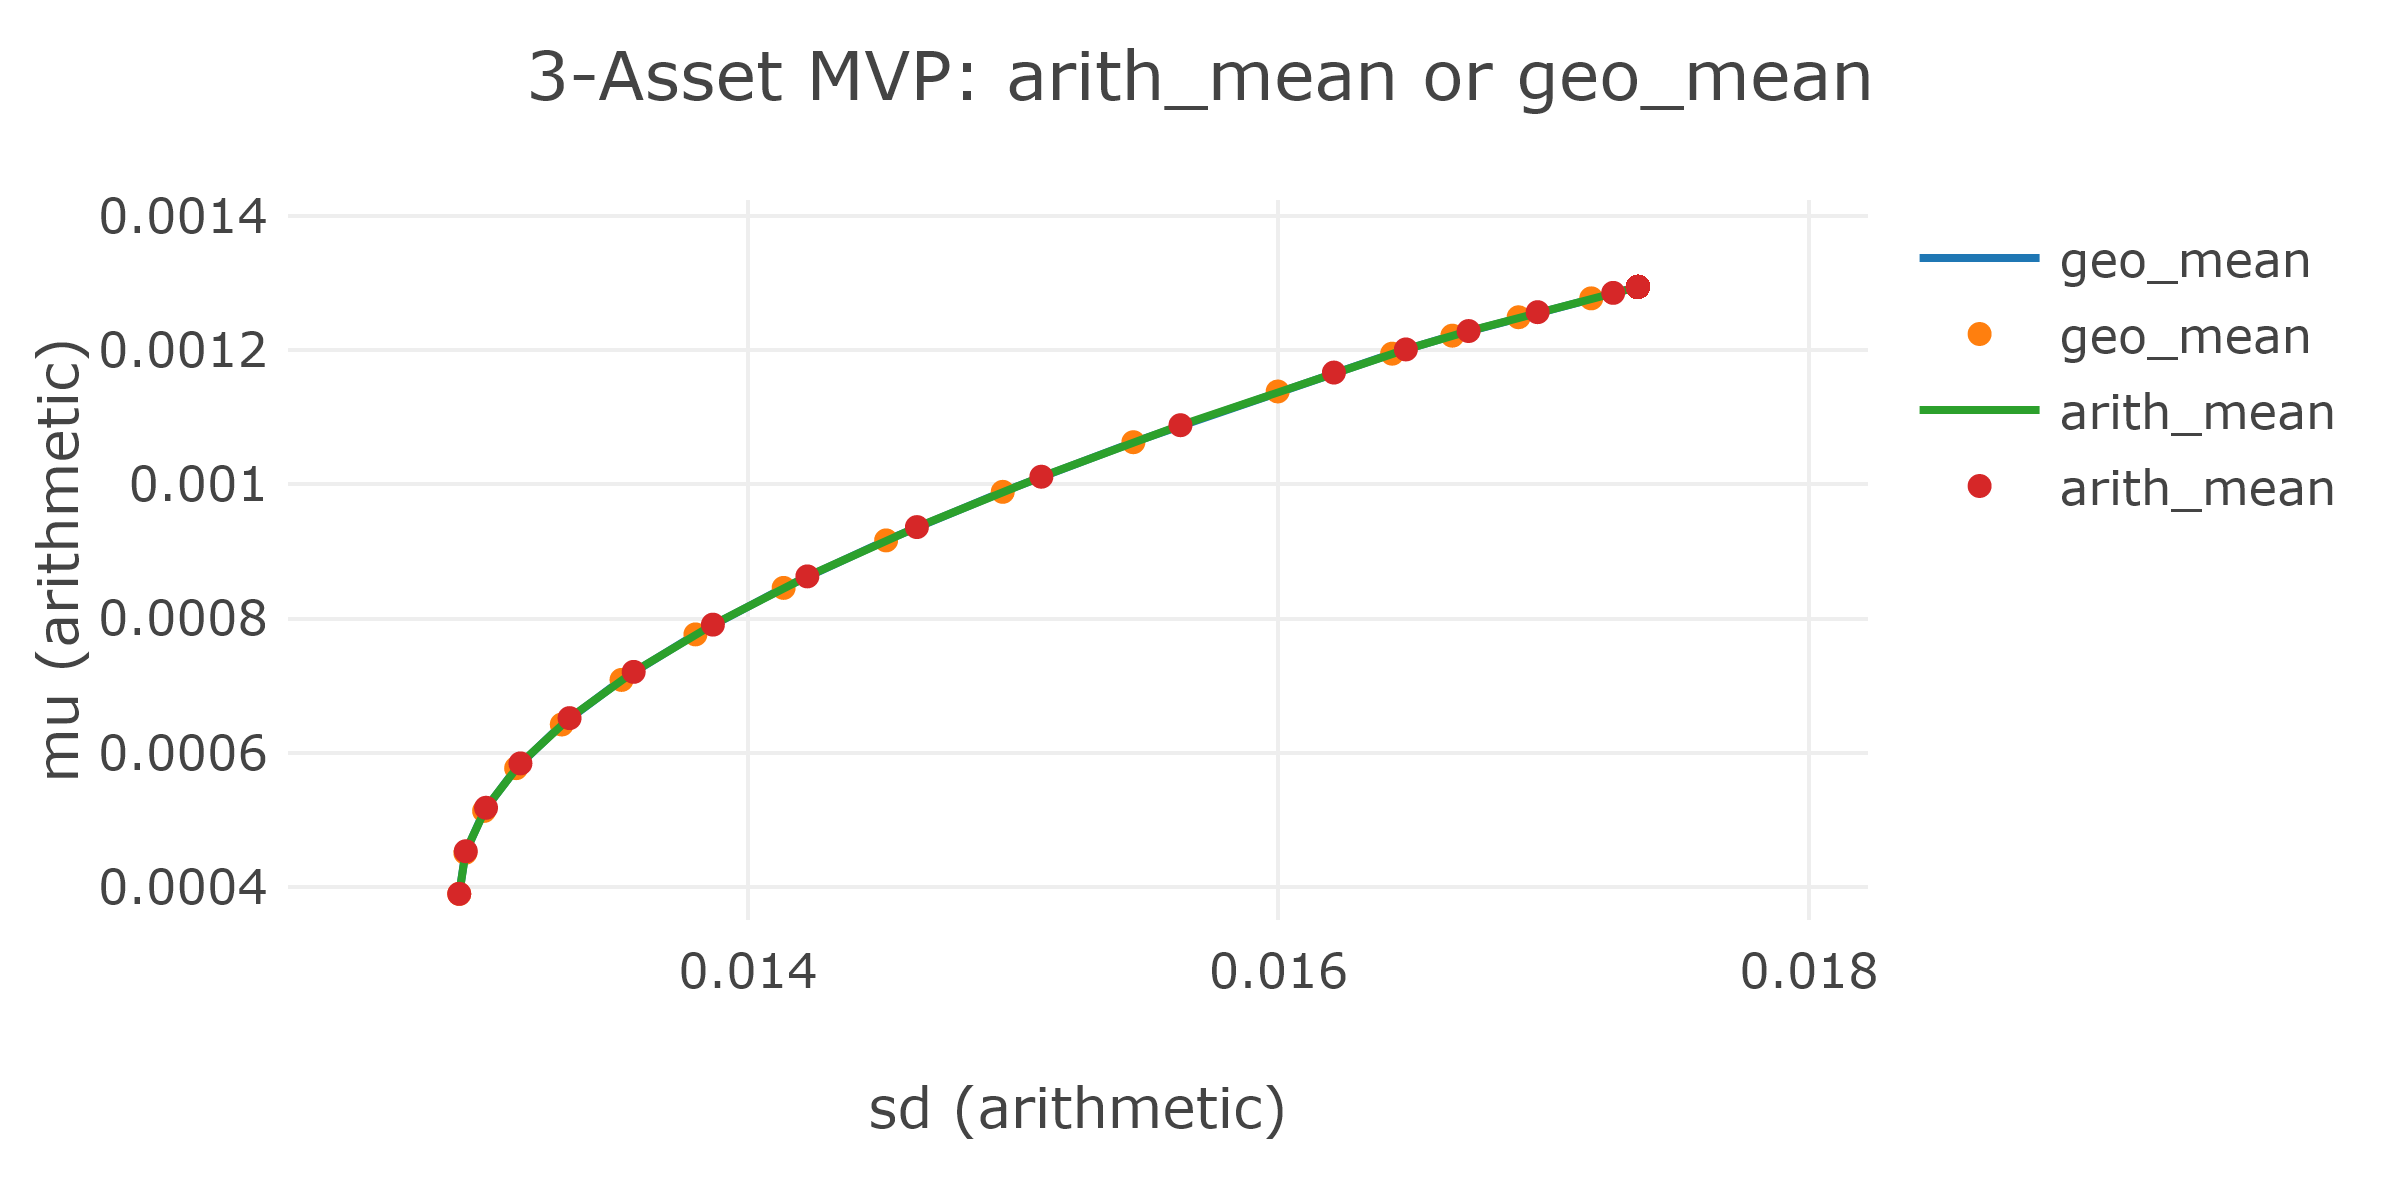 3-Asset MVP: arith_mean or geo_mean
mu (arithmetic)
0.0014
0.0012
0.001
0.0008
0.0006
0.0004
0.014
0.016
0.018
sd (arithmetic)
geo_mean
geo_mean
arith_mean
arith_mean